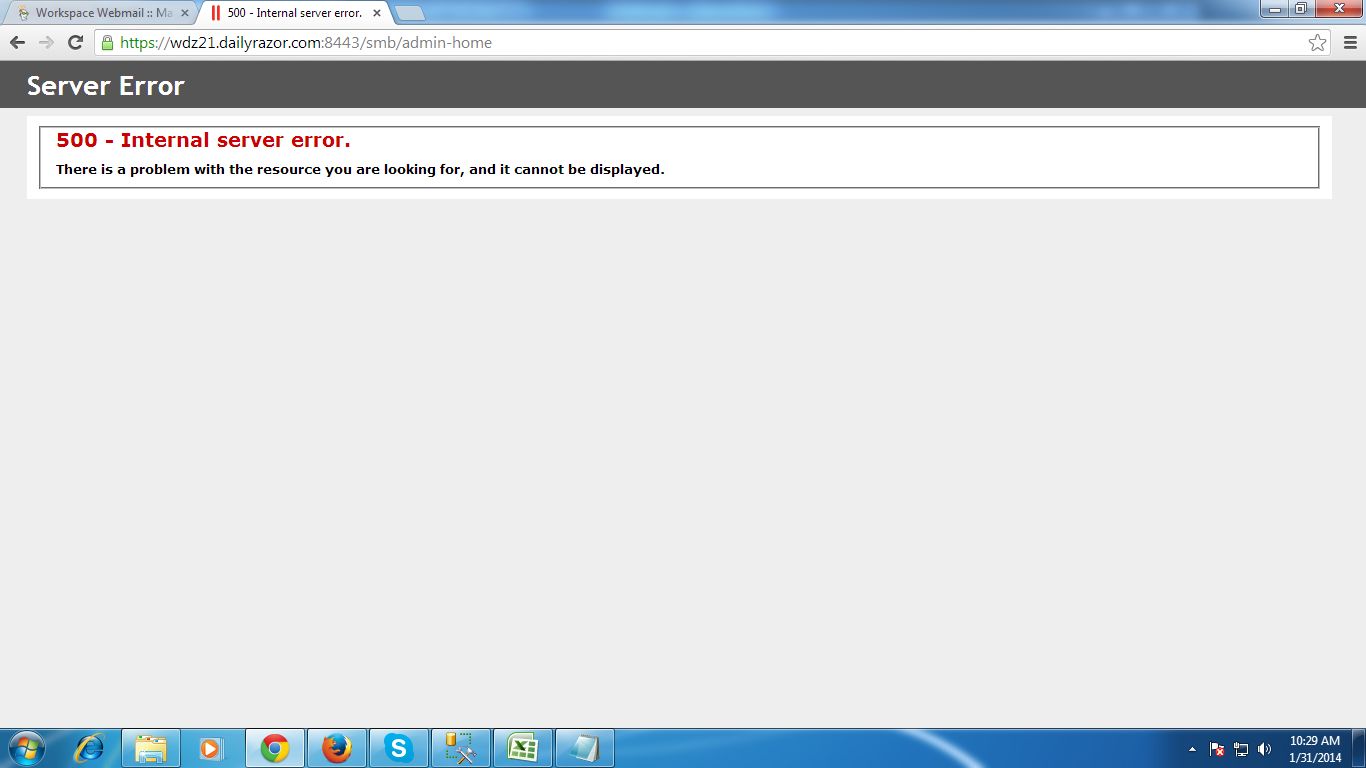 Workspace Webmail :: Ma
500 - Internal server error.
https://wdz21.dailyrazor.com:8443/smb/admin-home
Server Error
500 - Internal server error.
There is a problem with the resource you are looking for, and it cannot be displayed.
10:29 AM
1/31/2014